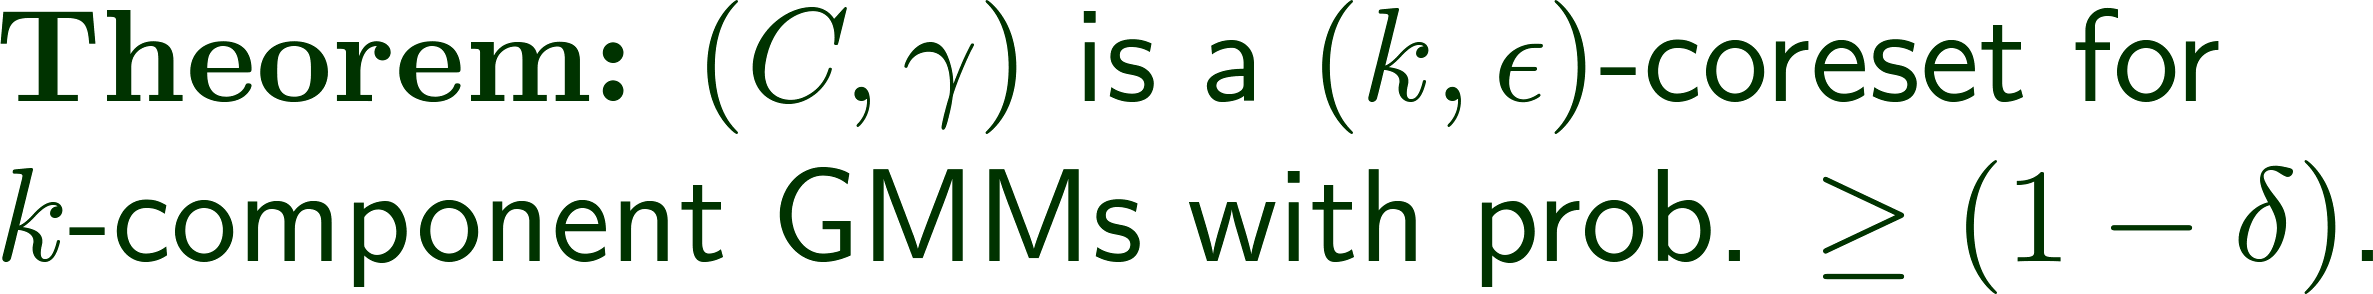 Theorem: (C, γ) is a (k, ϵ)-coreset for
k-component GMMs with prob. ≥ (1 − δ).